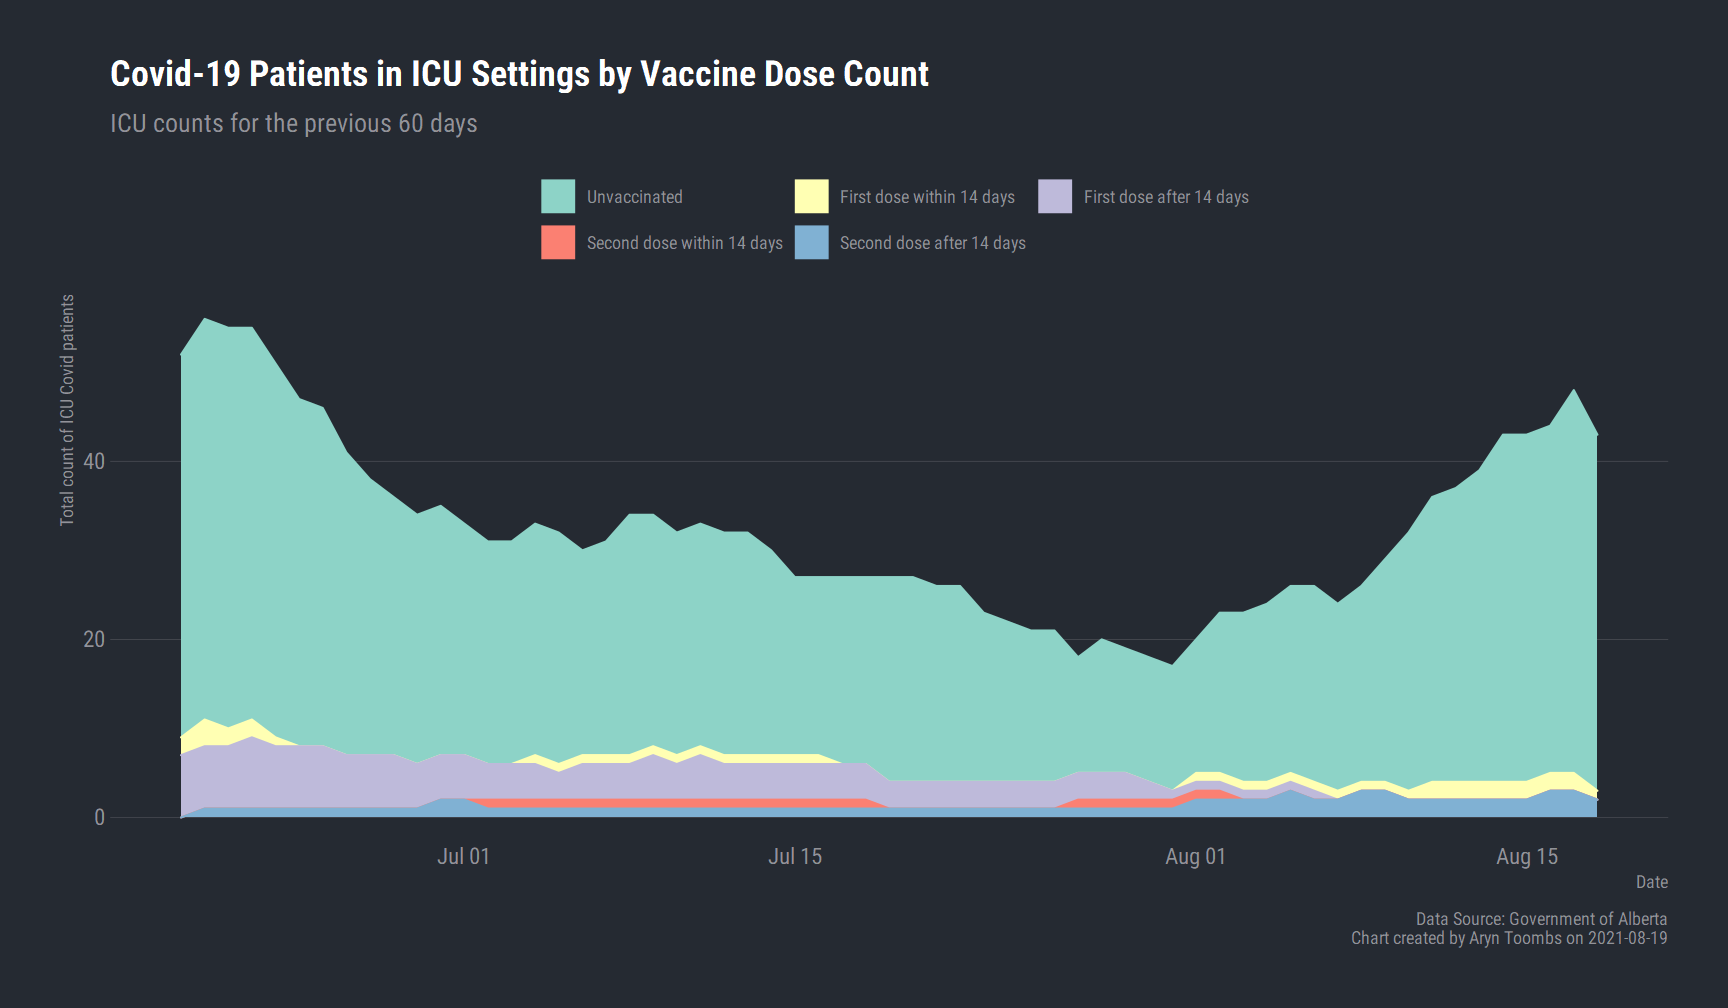 Covid-19 Patients in ICU Settings by Vaccine Dose Count
ICU counts for the previous 60 days
Unvaccinated
First dose within 14 days
First dose after 14 days
Second dose within 14 days
Second dose after 14 days
Total count of ICU Covid patients
40
20
0
Jul 01
Jul 15
Aug 01
Aug 15
Date
Data Source: Government of Alberta
Chart created by Aryn Toombs on 2021-08-19